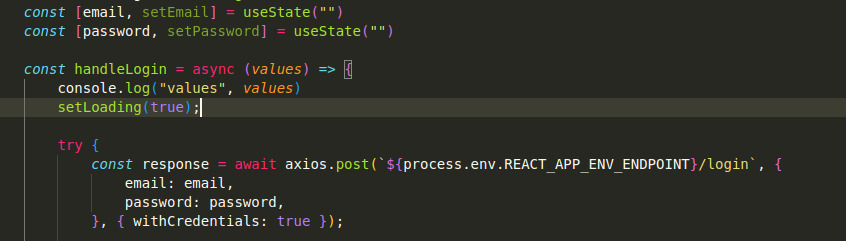 const [email, setEmail] = useState("")
const [password, setPassword] = useState("")
const handleLogin = async (values) => {
console.log("values", values)
setLoading(true);
try {
const response = await axios.post(`${process.env.REACT_APP_ENV_ENDPOINT}/login`, {
email: email,
password: password,
}, { withCredentials: true });